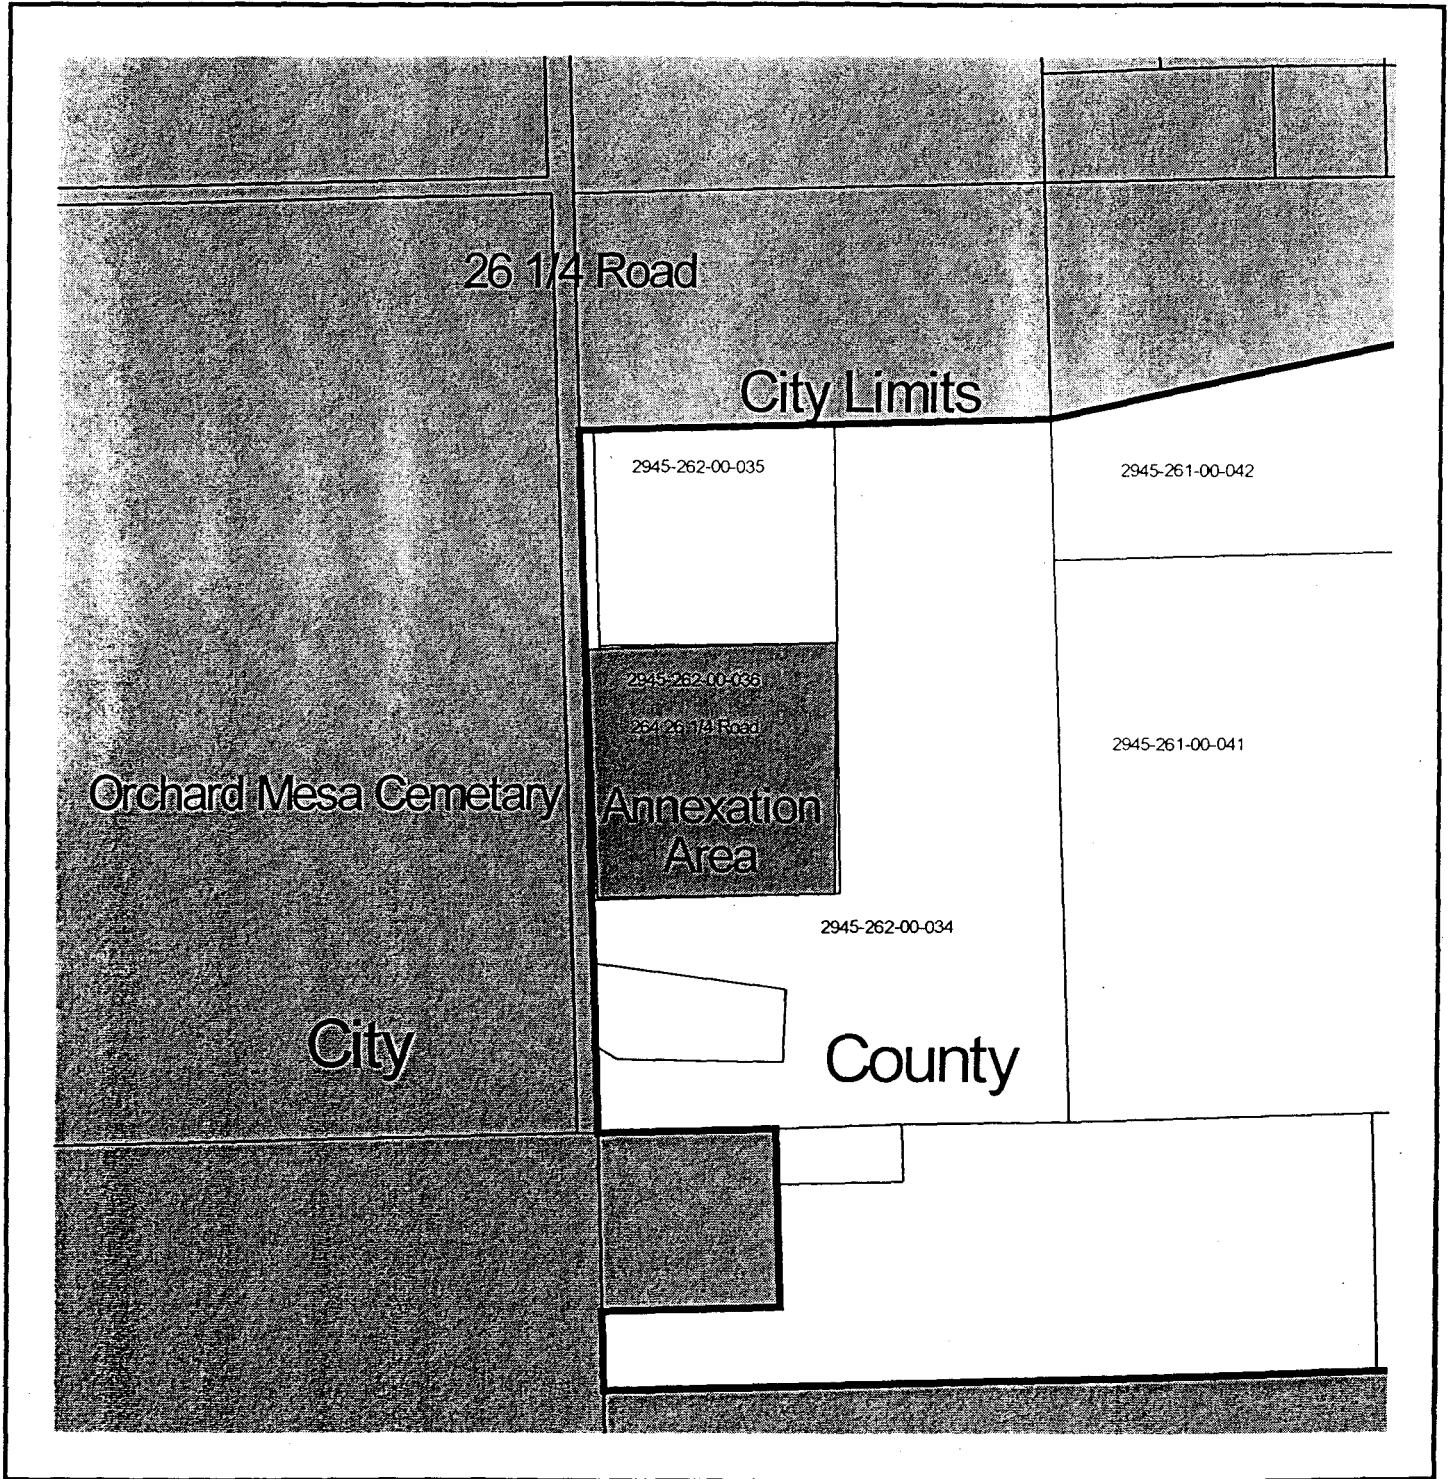 26 1/4 Road
City Limits
2945-262-00-035
2945-261-00-042
2945-262-00-036
264 26 1/4 Road
2945-261-00-041
Orchard Mesa Cemetary
Annexation
Area
2945-262-00-034
City
County